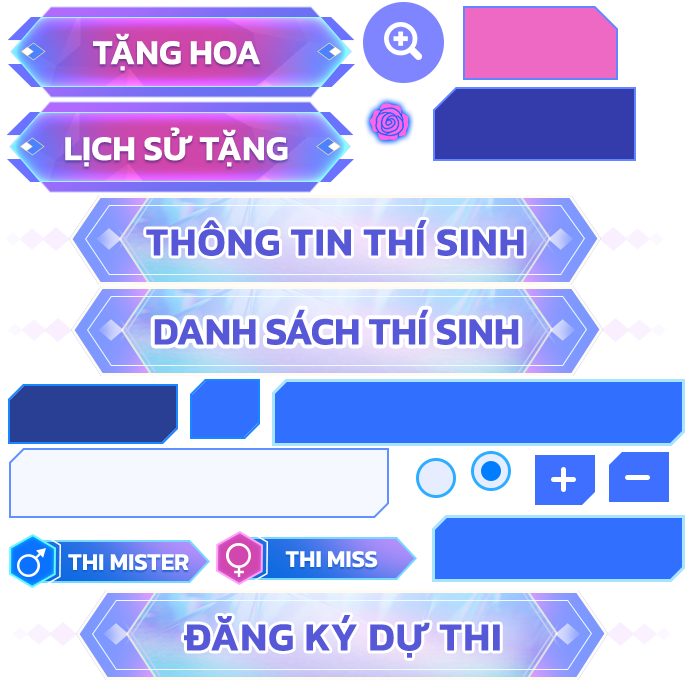 TẶNG HOA
LỊCH SỬ TẶNG
THÔNG TIN THÍ SINH
DANH SÁCH THÍ SINH
THI MISTER
THI MISS
ĐĂNG KÝ DỰ THI